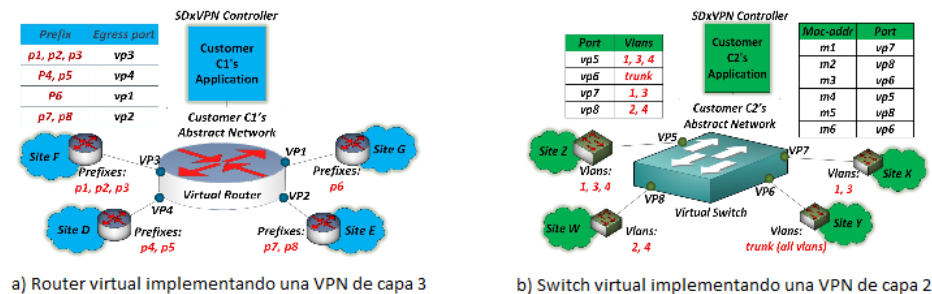 SDxVPN Controller
Prefix Egress port
p1, p2, p3 vp3
P4, p5 vp4
P6 vp1
p7, p8 vp2
Customer
C1's
Application
Customer C1's
Abstract Network
Site F
VP3
Prefixes:
p1, p2, p3
VP1
Site G
Prefixes:
p6
Virtual Router
VP4
Site D
Prefixes:
p4, p5
VP2
Site E
Prefixes:
p7, p8
a) Router virtual implementando una VPN de capa 3
SDxVPN Controller
Port Vlans
vp5 1, 3, 4
vp6 trunk
vp7 1, 3
vp8 2, 4
Customer
C2's
Application
Mac-addr Port
m1 vp7
m2 vp8
m3 vp6
m4 vp5
m5 vp8
m6 vp6
Customer C2's
Abstract Network
Site Z
VP5
Vlans:
1, 3, 4
VP7
Site X
Vlans:
1, 3
VP8
Site W
Vlans:
2, 4
Virtual Switch
VP6
Site Y
Vlans:
trunk (all vlans)
b) Switch virtual implementando una VPN de capa 2